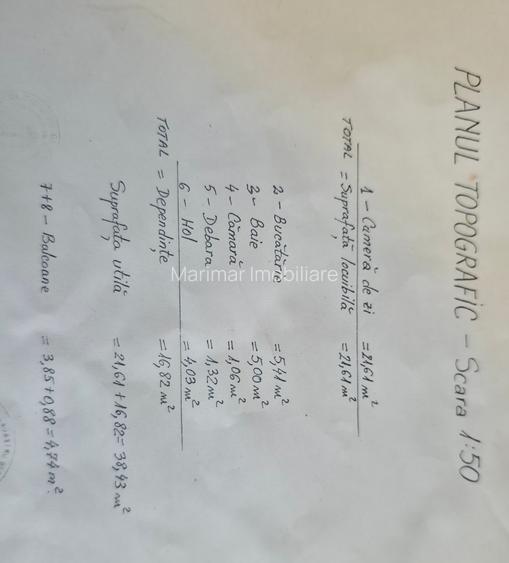 PLANUL TOPOGRAFIC - Scara 1:50
1 - Cameră de zi = 21,61 m²
TOTAL = Suprafață locuibilă = 21,61 m²
2 - Bucătărie = 5,41 m²
3 - Baie = 5,00 m²
4 - Cămară = 1,06 m²
5 - Debara = 1,32 m²
6 - Hol = 4,03 m²
TOTAL = Dependințe = 16,82 m²
Suprafața utilă = 21,61 + 16,82 = 38,43 m²
7+8 - Balcoane = 3,85 + 0,88 = 4,74 m²
Marimar Imobiliare